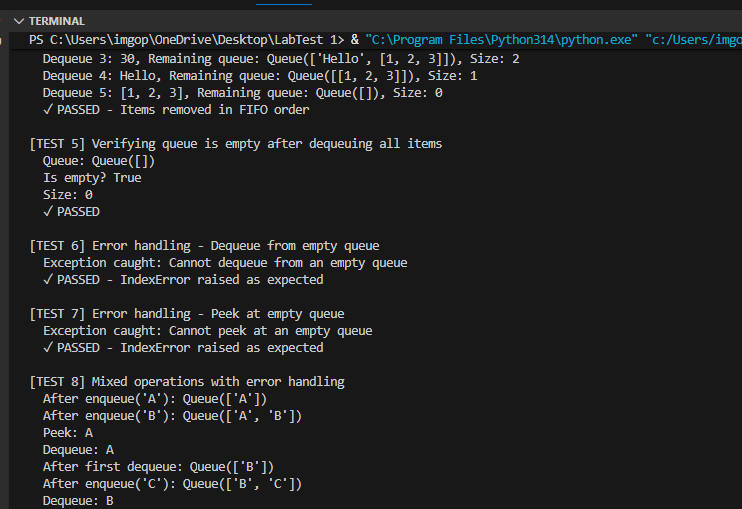 TERMINAL
PS C:\Users\imgop\OneDrive\Desktop\LabTest 1> & "C:\Program Files\Python314\python.exe" "c:/Users/imgo
Dequeue 3: 30, Remaining queue: Queue(['Hello', [1, 2, 3]]), Size: 2
Dequeue 4: Hello, Remaining queue: Queue([[1, 2, 3]]), Size: 1
Dequeue 5: [1, 2, 3], Remaining queue: Queue([]), Size: 0
✓ PASSED - Items removed in FIFO order
[TEST 5] Verifying queue is empty after dequeuing all items
Queue: Queue([])
Is empty? True
Size: 0
✓ PASSED
[TEST 6] Error handling - Dequeue from empty queue
Exception caught: Cannot dequeue from an empty queue
✓ PASSED - IndexError raised as expected
[TEST 7] Error handling - Peek at empty queue
Exception caught: Cannot peek at an empty queue
✓ PASSED - IndexError raised as expected
[TEST 8] Mixed operations with error handling
After enqueue('A'): Queue(['A'])
After enqueue('B'): Queue(['A', 'B'])
Peek: A
Dequeue: A
After first dequeue: Queue(['B'])
After enqueue('C'): Queue(['B', 'C'])
Dequeue: B